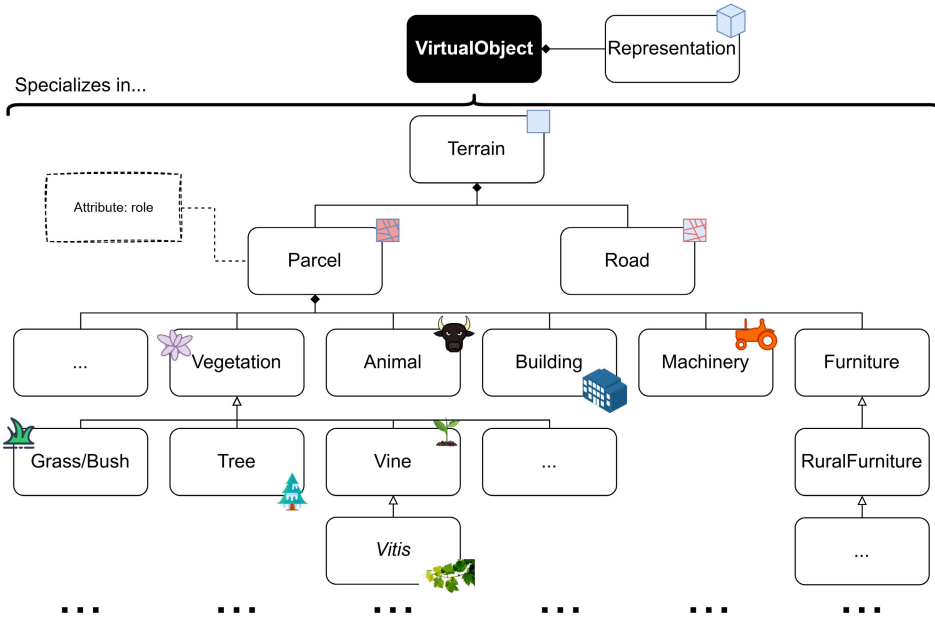 VirtualObject
Representation
Specializes in...
Terrain
Attribute: role
Parcel
Road
...
Vegetation
Animal
Building
Machinery
Furniture
Grass/Bush
Tree
Vine
...
RuralFurniture
Vitis
...
... ... ... ... ... ...